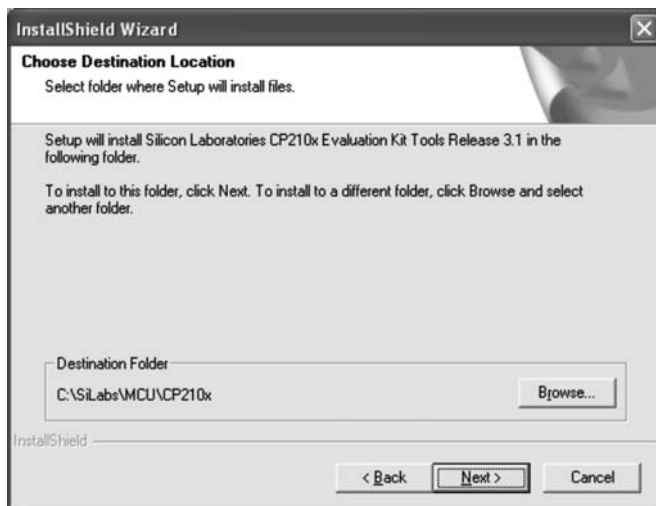 InstallShield Wizard
Choose Destination Location
Select folder where Setup will install files.
Setup will install Silicon Laboratories CP210x Evaluation Kit Tools Release 3.1 in the
following folder.
To install to this folder, click Next. To install to a different folder, click Browse and select
another folder.
Destination Folder
C:\SiLabs\MCU\CP210x
Browse...
InstallShield
< Back
Next >
Cancel